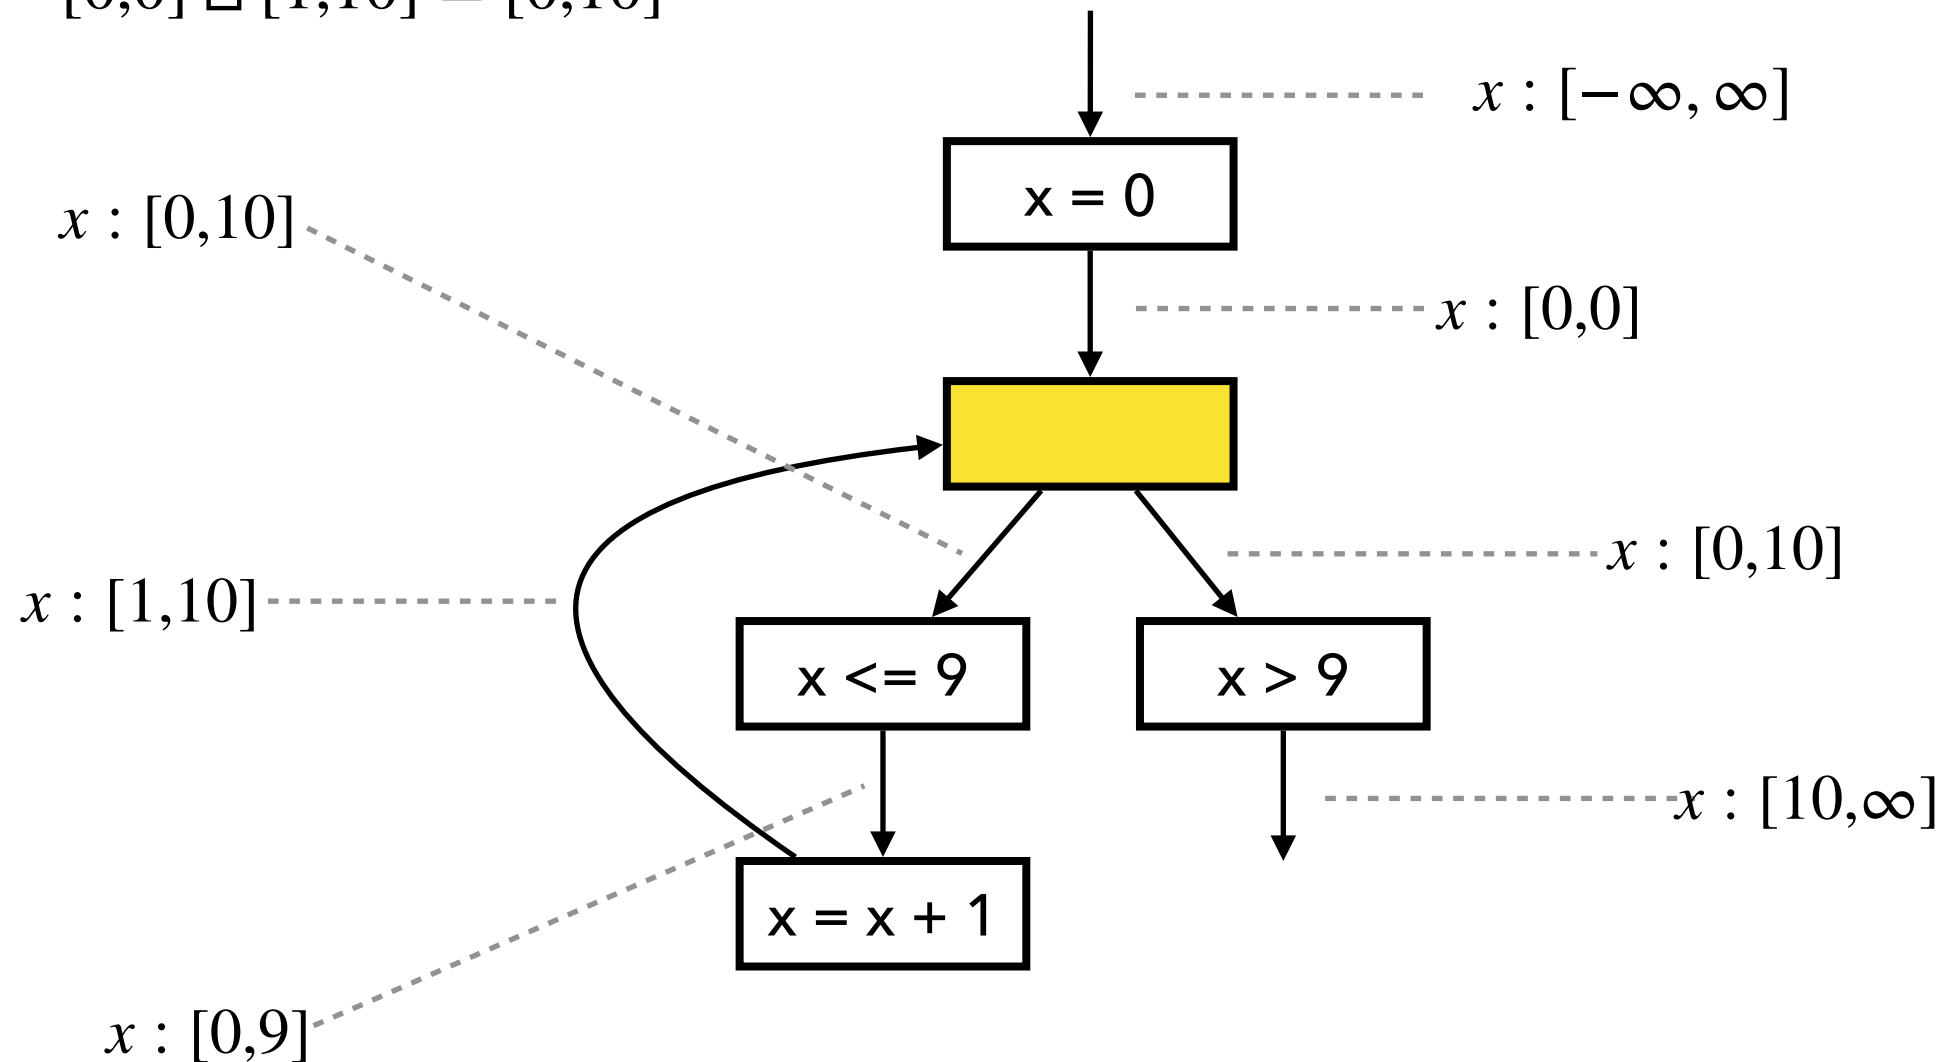 x : [−∞, ∞]
x = 0
x : [0,10]
x : [0,0]
x : [0,10]
x : [1,10]
x <= 9
x > 9
x : [10,∞]
x = x + 1
x : [0,9]